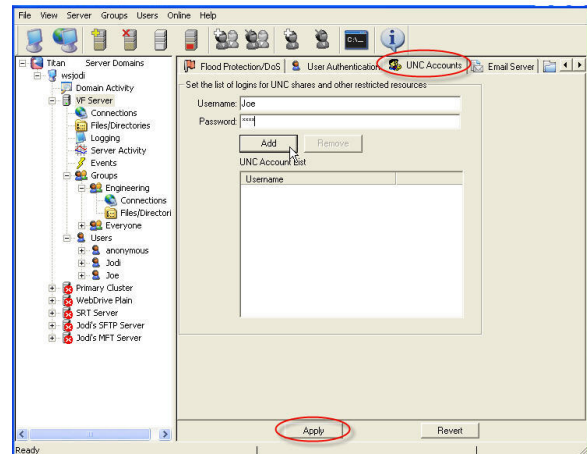 File View Server Groups Users Online Help
Titan Server Domains
wsjodi
Domain Activity
VF Server
Connections
Files/Directories
Logging
Server Activity
Events
Groups
Engineering
Connections
Files/Directori
Everyone
Users
anonymous
Jodi
Joe
Primary Cluster
WebDrive Plain
SRT Server
Jodi's SFTP Server
Jodi's MFT Server
Flood Protection/DoS User Authentication UNC Accounts Email Server
Set the list of logins for UNC shares and other restricted resources
Username: Joe
Password: ****
Add Remove
UNC Account List
Username
Apply Revert
Ready